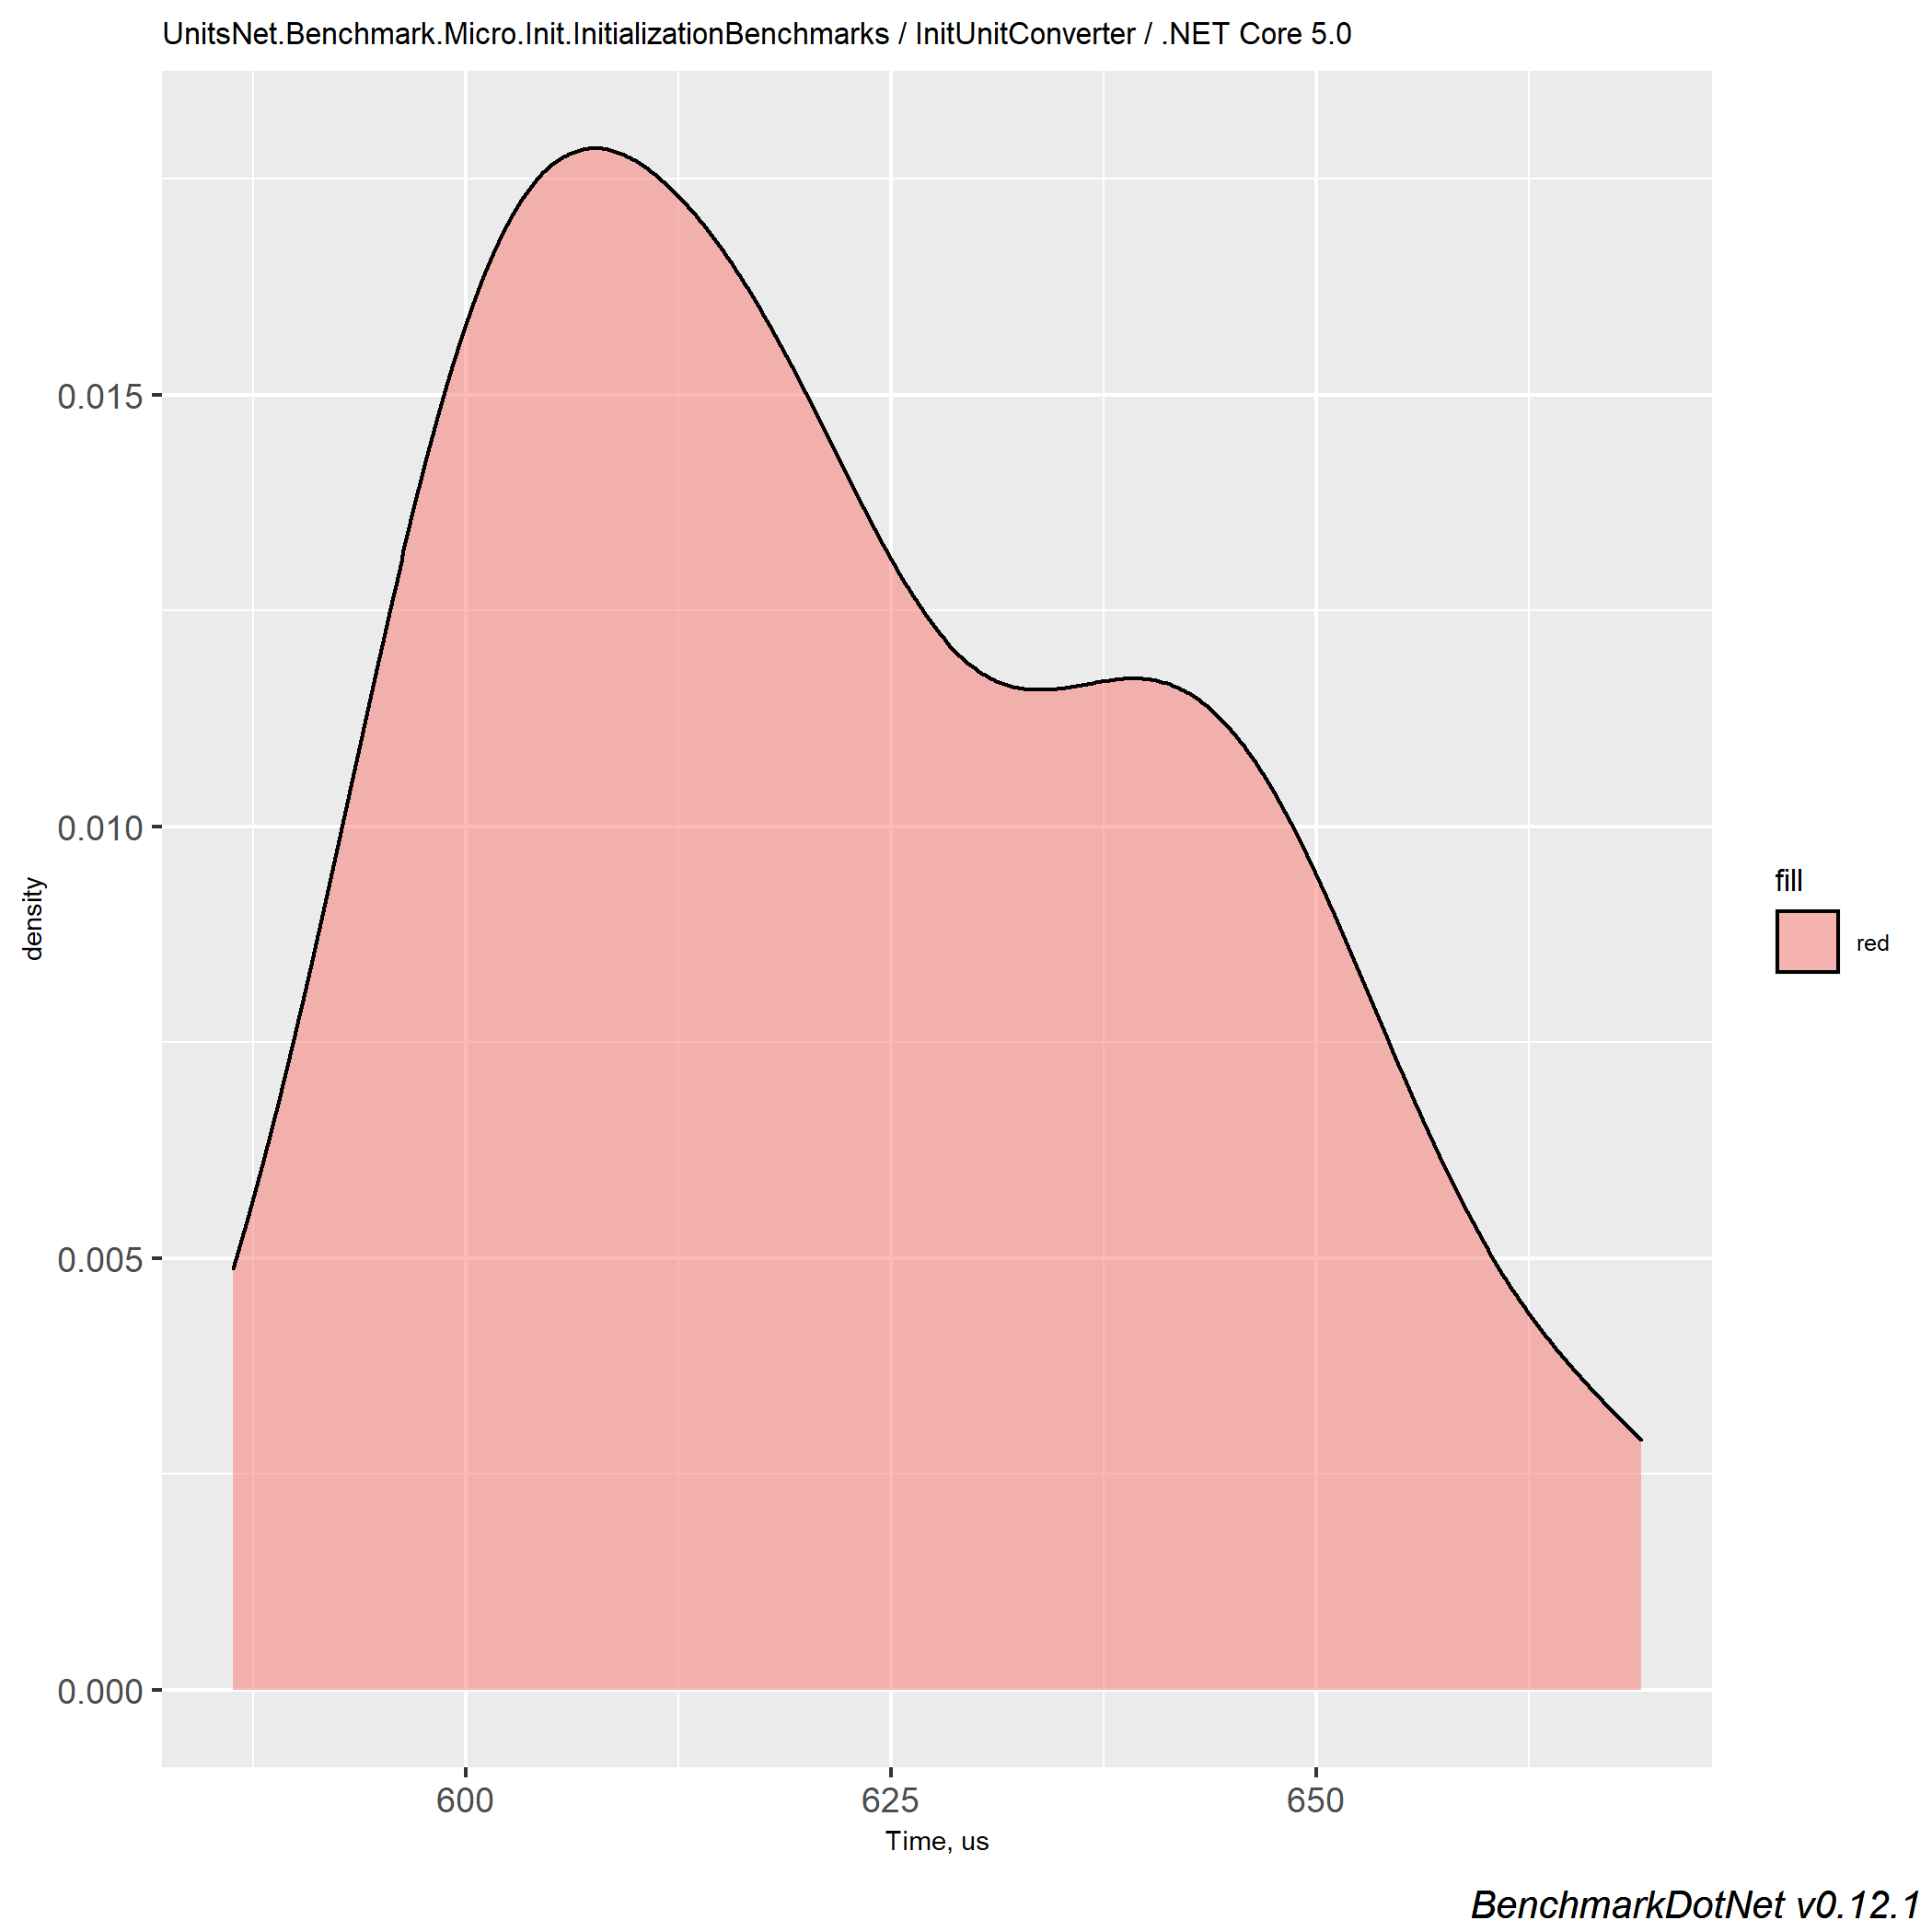 UnitsNet.Benchmark.Micro.Init.InitializationBenchmarks / InitUnitConverter / .NET Core 5.0
0.015
0.010
0.005
0.000
density
600 625 650
Time, us
fill
red
BenchmarkDotNet v0.12.1